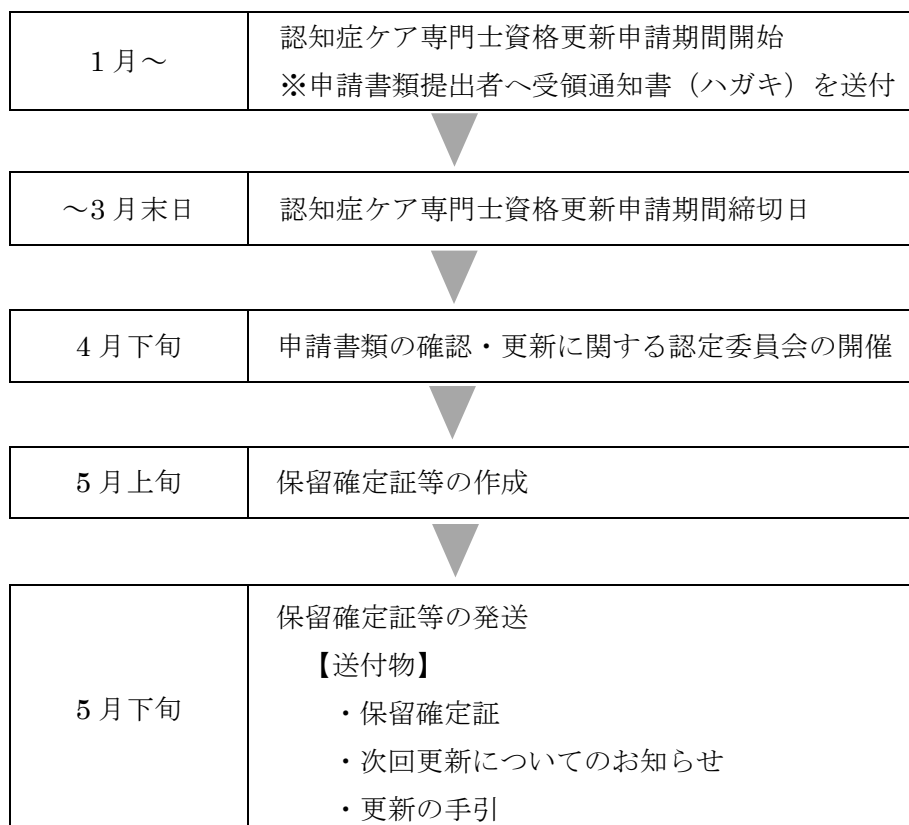 1月～
認知症ケア専門士資格更新申請期間開始
※申請書類提出者へ受領通知書（ハガキ）を送付
～3月末日
認知症ケア専門士資格更新申請期間締切日
4月下旬
申請書類の確認・更新に関する認定委員会の開催
5月上旬
保留確定証等の作成
5月下旬
保留確定証等の発送
【送付物】
・保留確定証
・次回更新についてのお知らせ
・更新の手引